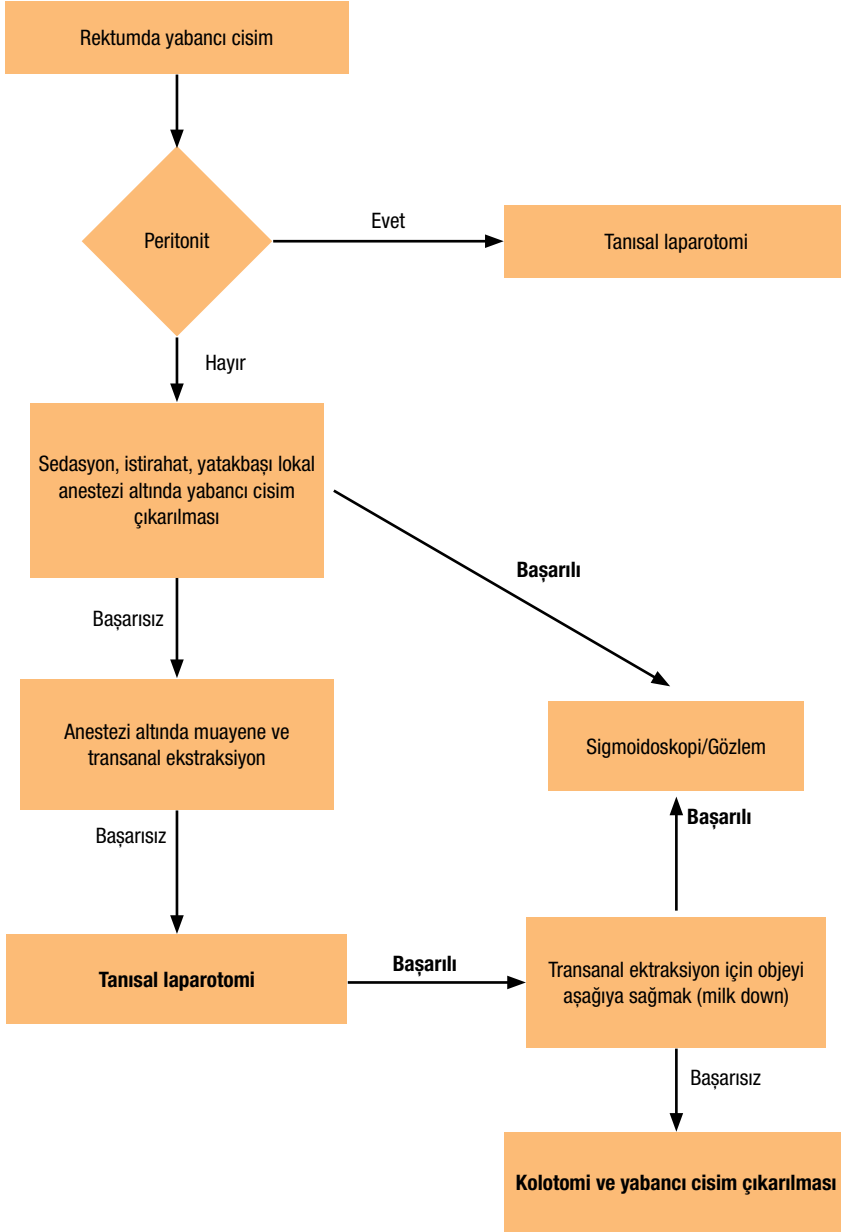 Rektumda yabancı cisim
Peritonit
Evet
Tanısal laparotomi
Hayır
Sedasyon, istirahat, yatakbaşı lokal
anestezi altında yabancı cisim
çıkarılması
Başarılı
Başarısız
Anestezi altında muayene ve
transanal ekstraksiyon
Sigmoidoskopi/Gözlem
Başarısız
Başarılı
Tanısal laparotomi
Başarılı
Transanal ektraksiyon için objeyi
aşağıya sağmak (milk down)
Başarısız
Kolotomi ve yabancı cisim çıkarılması